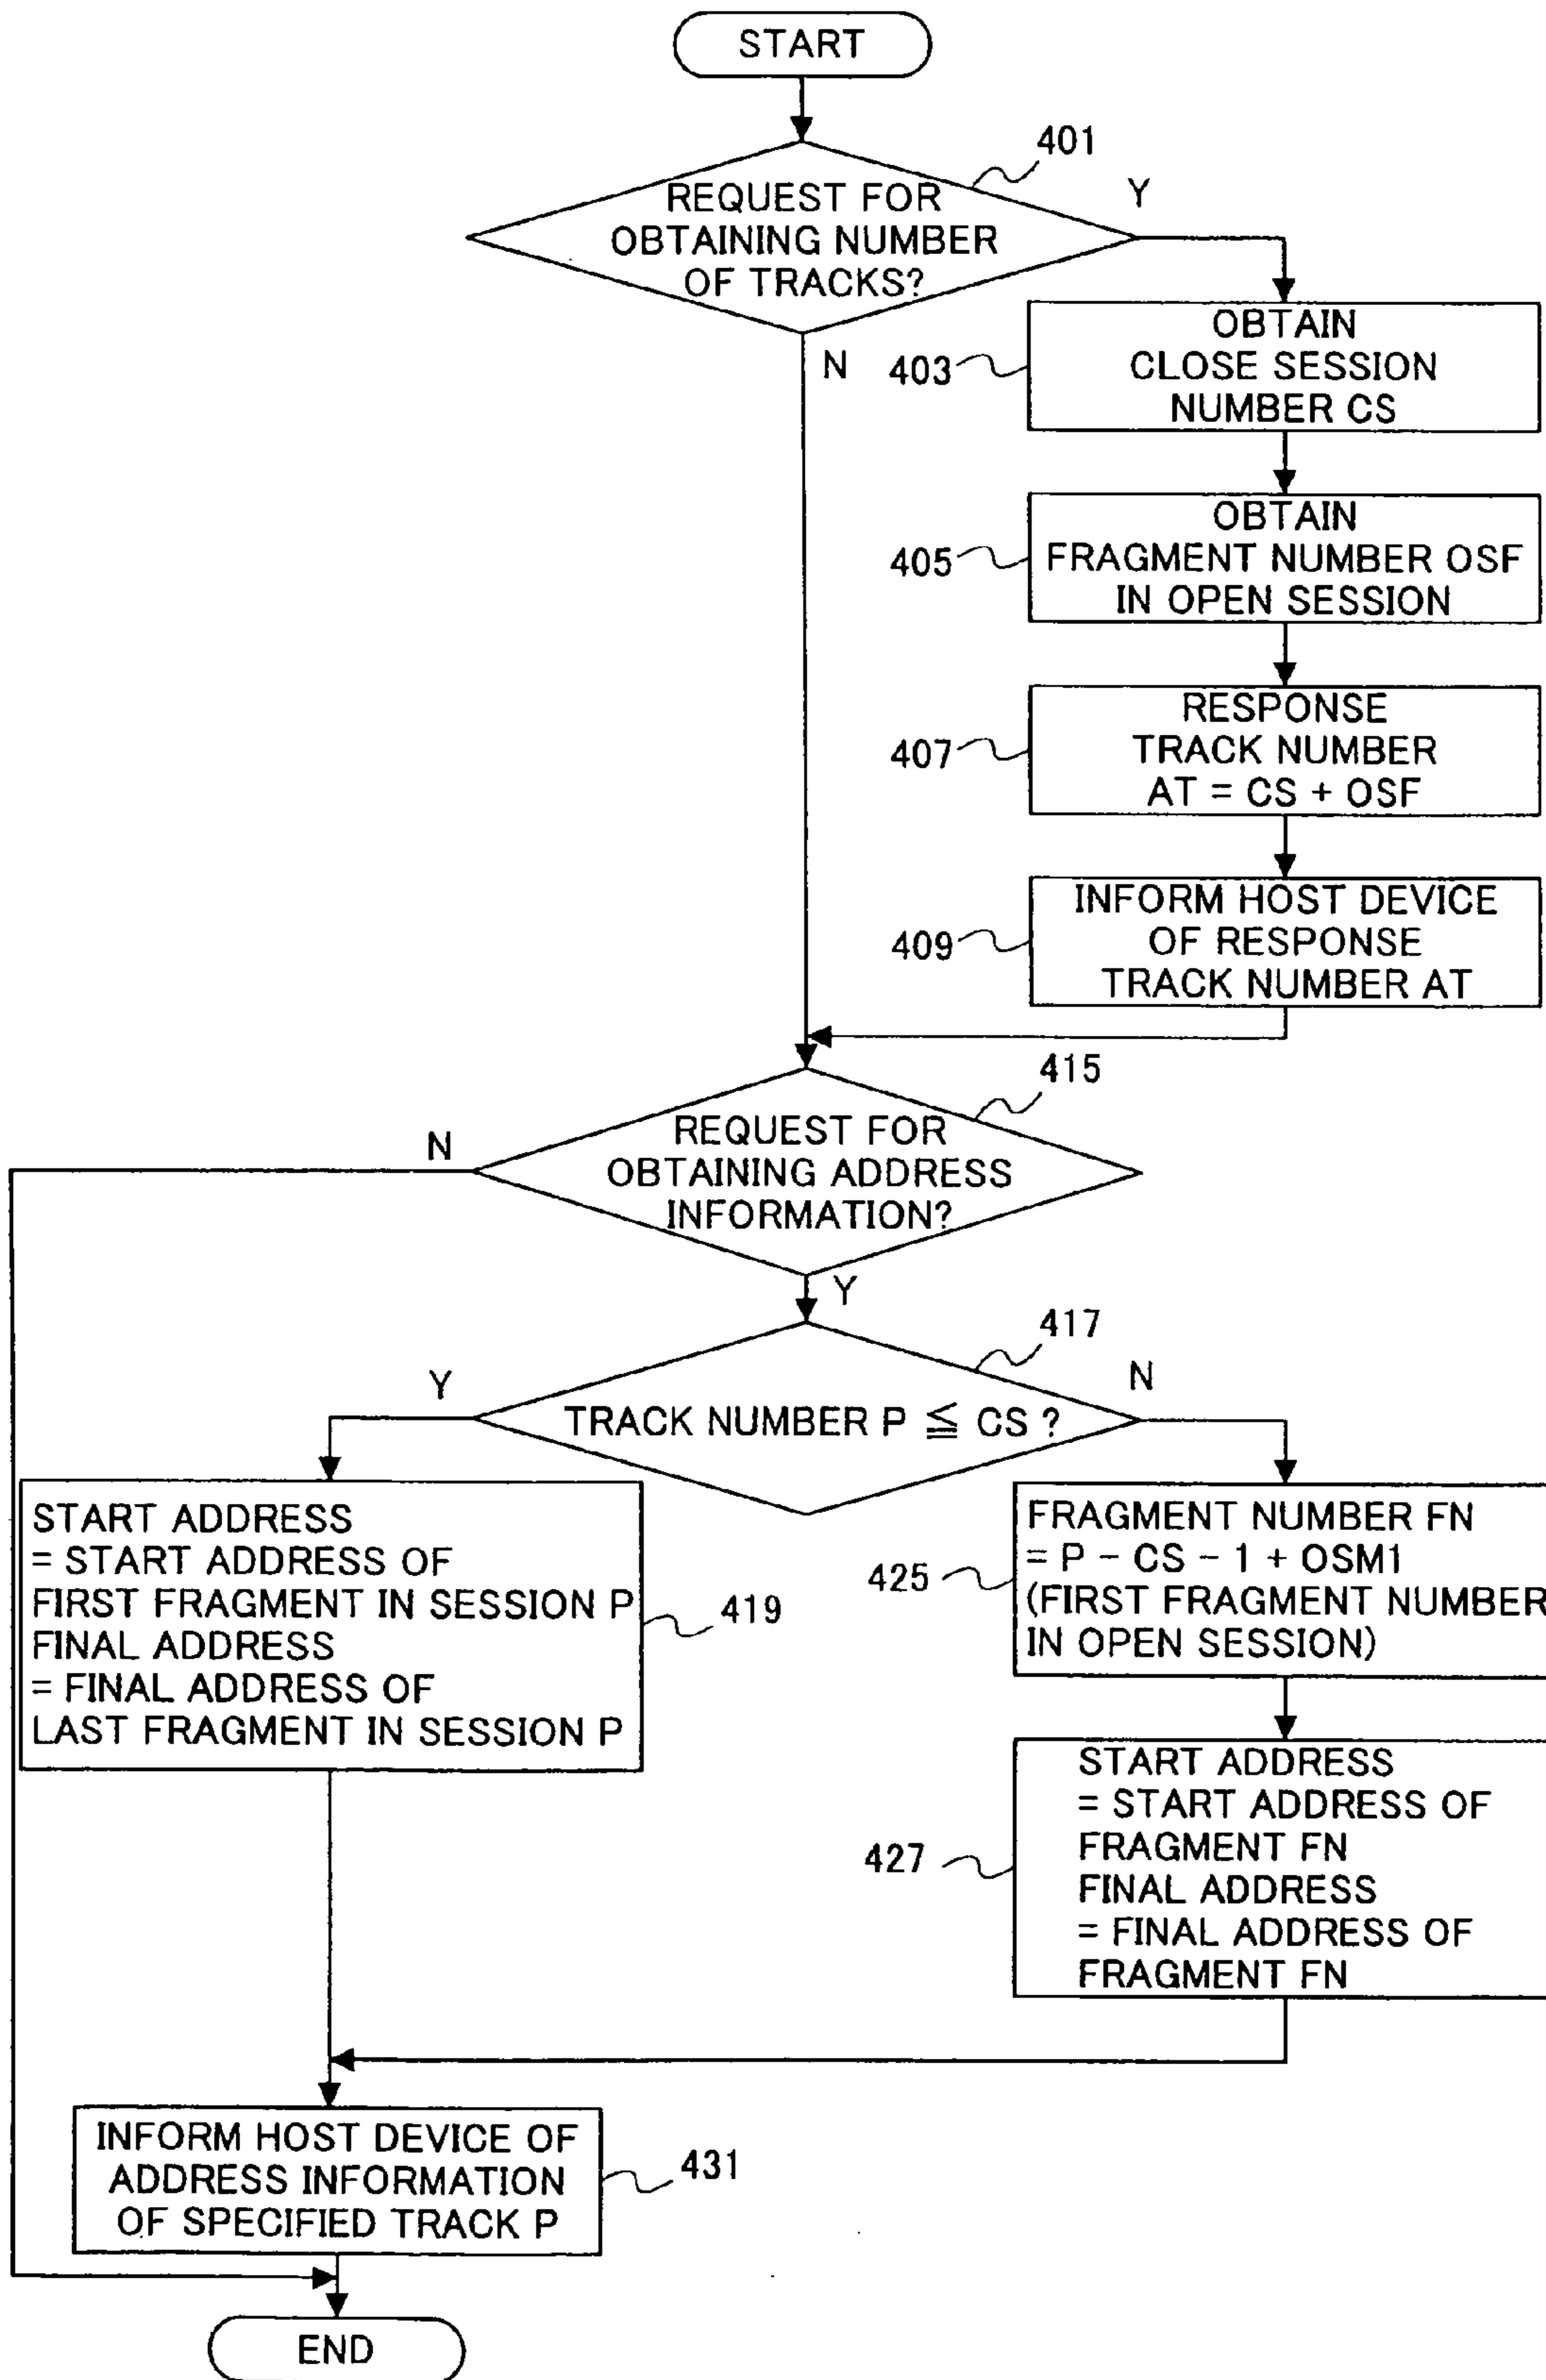 START
401
REQUEST FOR
OBTAINING NUMBER
OF TRACKS?
Y
N
403
OBTAIN
CLOSE SESSION
NUMBER CS
405
OBTAIN
FRAGMENT NUMBER OSF
IN OPEN SESSION
407
RESPONSE
TRACK NUMBER
AT = CS + OSF
409
INFORM HOST DEVICE
OF RESPONSE
TRACK NUMBER AT
415
REQUEST FOR
OBTAINING ADDRESS
INFORMATION?
N
Y
417
TRACK NUMBER P ≦ CS ?
Y
N
START ADDRESS
= START ADDRESS OF
FIRST FRAGMENT IN SESSION P
FINAL ADDRESS
= FINAL ADDRESS OF
LAST FRAGMENT IN SESSION P
419
425
FRAGMENT NUMBER FN
= P − CS − 1 + OSM1
(FIRST FRAGMENT NUMBER
IN OPEN SESSION)
427
START ADDRESS
= START ADDRESS OF
FRAGMENT FN
FINAL ADDRESS
= FINAL ADDRESS OF
FRAGMENT FN
INFORM HOST DEVICE OF
ADDRESS INFORMATION
OF SPECIFIED TRACK P
431
END